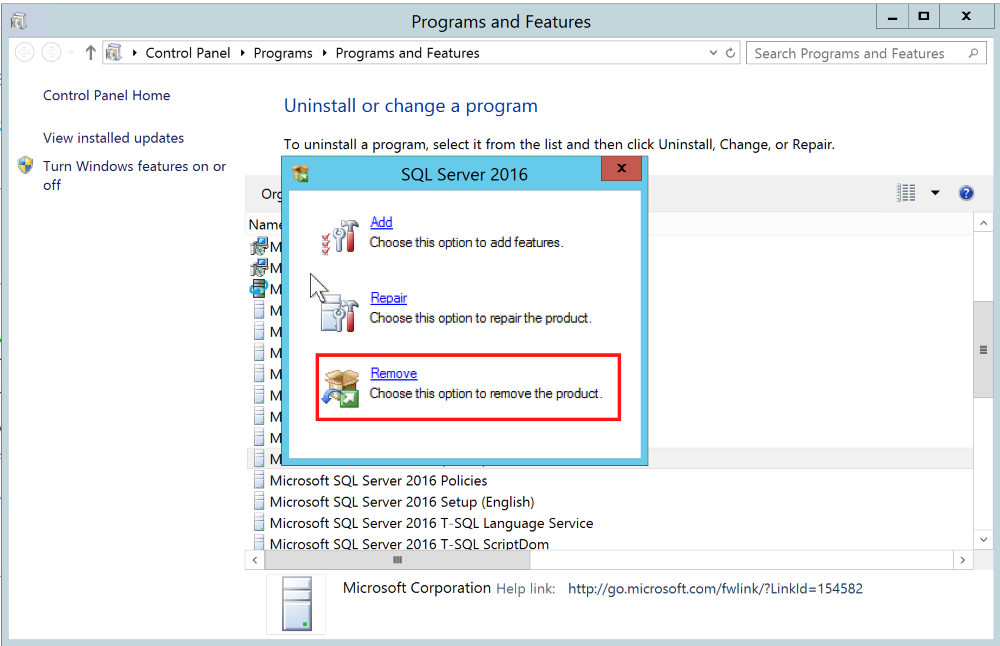 Programs and Features
Control Panel Programs Programs and Features
Search Programs and Features
Control Panel Home
View installed updates
Turn Windows features on or
off
Uninstall or change a program
To uninstall a program, select it from the list and then click Uninstall, Change, or Repair.
SQL Server 2016
Add
Choose this option to add features.
Repair
Choose this option to repair the product.
Remove
Choose this option to remove the product.
Microsoft SQL Server 2016 Policies
Microsoft SQL Server 2016 Setup (English)
Microsoft SQL Server 2016 T-SQL Language Service
Microsoft SQL Server 2016 T-SQL ScriptDom
Microsoft Corporation Help link: http://go.microsoft.com/fwlink/?LinkId=154582